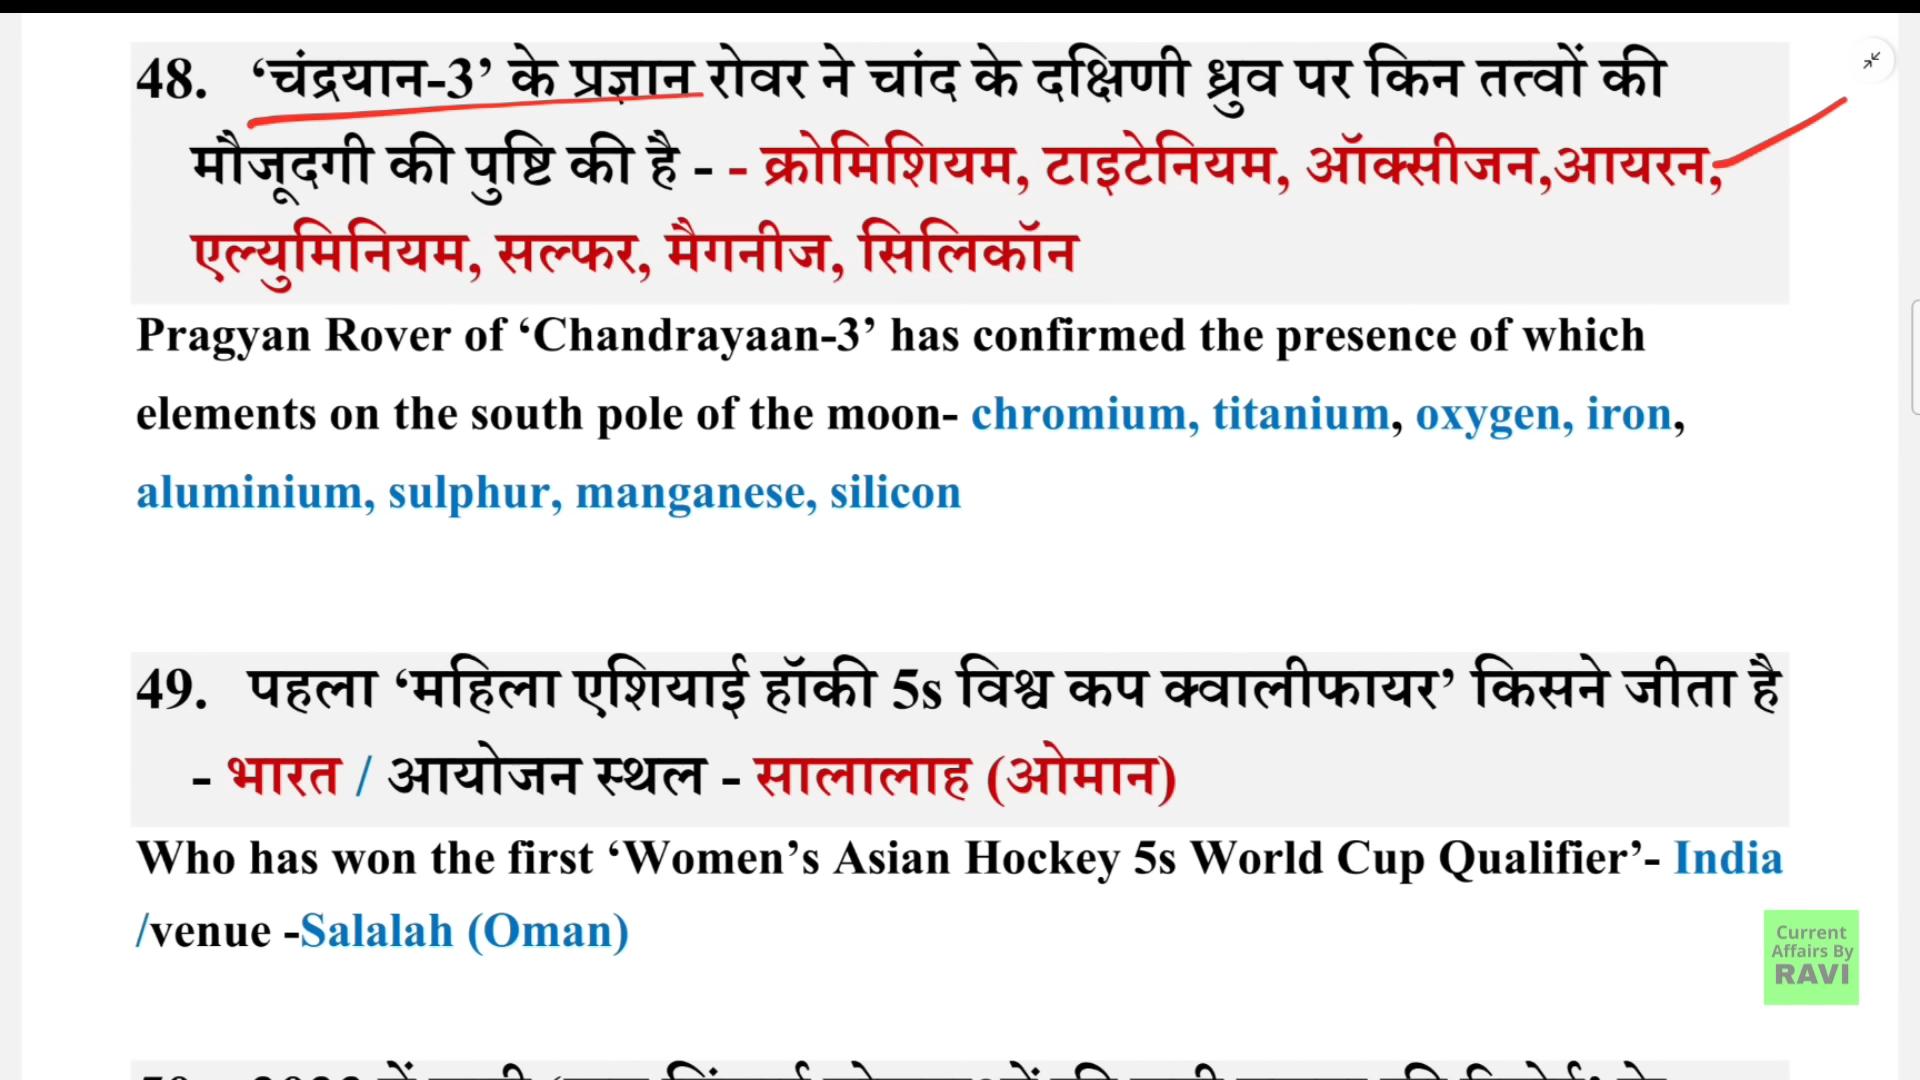 48. ‘चंद्रयान-3’ के प्रज्ञान रोवर ने चांद के दक्षिणी ध्रुव पर किन तत्वों की
मौजूदगी की पुष्टि की है - - क्रोमिशियम, टाइटेनियम, ऑक्सीजन,आयरन,
एल्युमिनियम, सल्फर, मैगनीज, सिलिकॉन
Pragyan Rover of ‘Chandrayaan-3’ has confirmed the presence of which
elements on the south pole of the moon- chromium, titanium, oxygen, iron,
aluminium, sulphur, manganese, silicon
49. पहला ‘महिला एशियाई हॉकी 5s विश्व कप क्वालीफायर’ किसने जीता है
- भारत / आयोजन स्थल - सालालाह (ओमान)
Who has won the first ‘Women’s Asian Hockey 5s World Cup Qualifier’- India
/venue -Salalah (Oman)
Current
Affairs By
RAVI